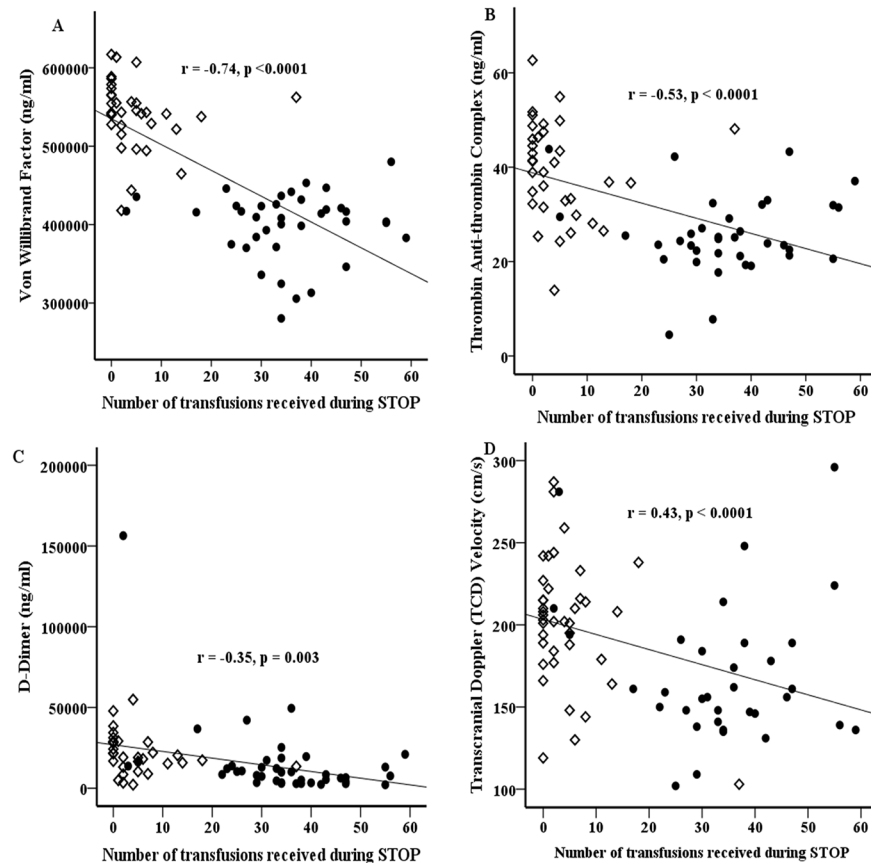 A
r = -0.74, p <0.0001
Von Willibrand Factor (ng/ml)
600000
500000
400000
300000
0 10 20 30 40 50 60
Number of transfusions received during STOP
B
r = -0.53, p < 0.0001
Thrombin Anti-thrombin Complex (ng/ml)
60
40
20
0
0 10 20 30 40 50 60
Number of transfusions received during STOP
C
r = -0.35, p = 0.003
D-Dimer (ng/ml)
200000
150000
100000
50000
0
0 10 20 30 40 50 60
Number of transfusions received during STOP
D
r = 0.43, p < 0.0001
Transcranial Doppler (TCD) Velocity (cm/s)
300
250
200
150
100
0 10 20 30 40 50 60
Number of transfusions received during STOP